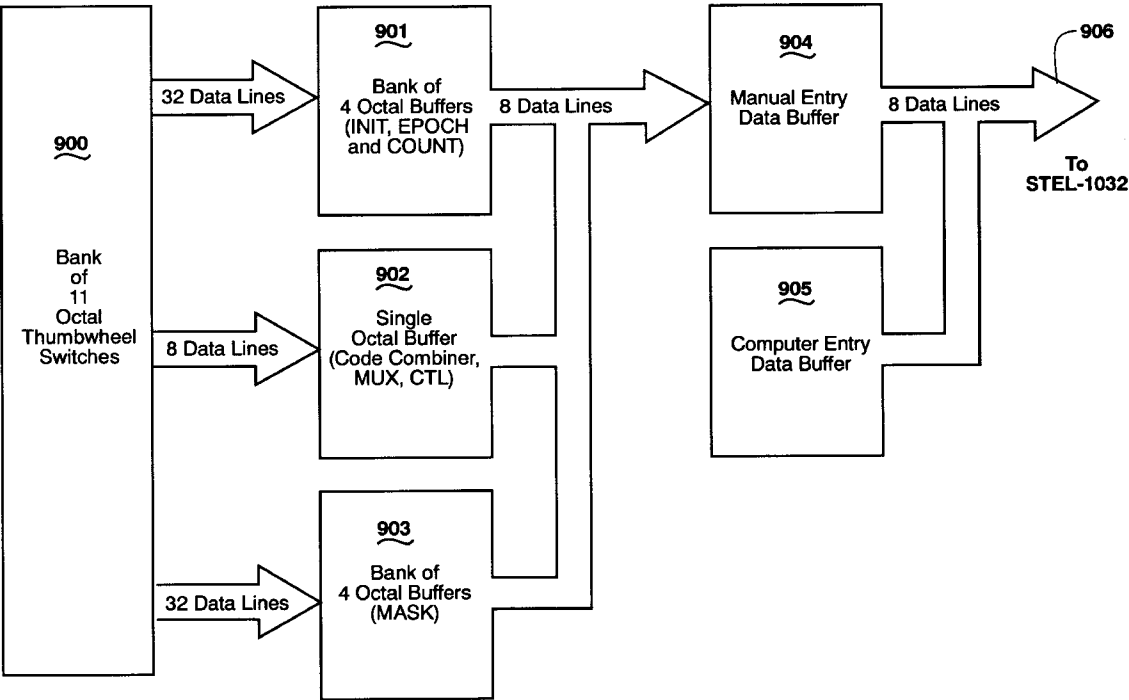 900
Bank
of
11
Octal
Thumbwheel
Switches
32 Data Lines
8 Data Lines
32 Data Lines
901
Bank of
4 Octal Buffers
(INIT, EPOCH
and COUNT)
902
Single
Octal Buffer
(Code Combiner,
MUX, CTL)
903
Bank of
4 Octal Buffers
(MASK)
8 Data Lines
904
Manual Entry
Data Buffer
905
Computer Entry
Data Buffer
8 Data Lines
906
To
STEL-1032